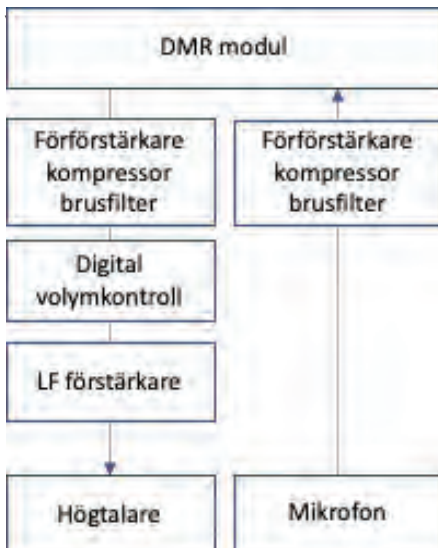 DMR modul
Förförstärkare
kompressor
brusfilter
Förförstärkare
kompressor
brusfilter
Digital
volymkontroll
LF förstärkare
Högtalare
Mikrofon